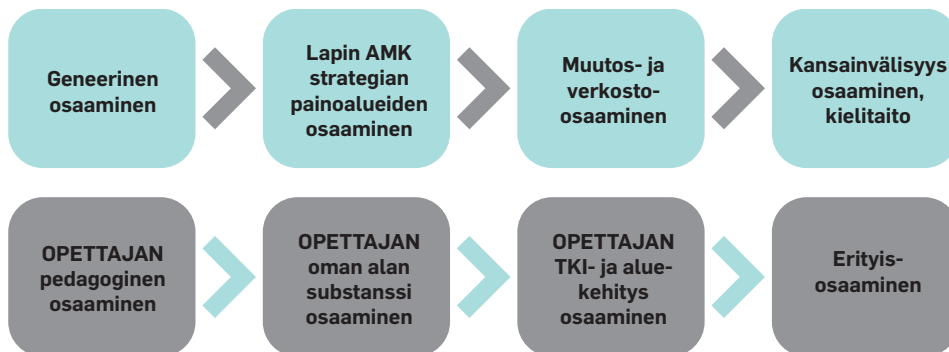 Geneerinen
osaaminen
Lapin AMK
strategian
painoalueiden
osaaminen
Muutos- ja
verkosto-
osaaminen
Kansainvälisyys
osaaminen,
kielitaito
OPETTAJAN
pedagoginen
osaaminen
OPETTAJAN
oman alan
substanssi
osaaminen
OPETTAJAN
TKI- ja alue-
kehitys
osaaminen
Erityis-
osaaminen